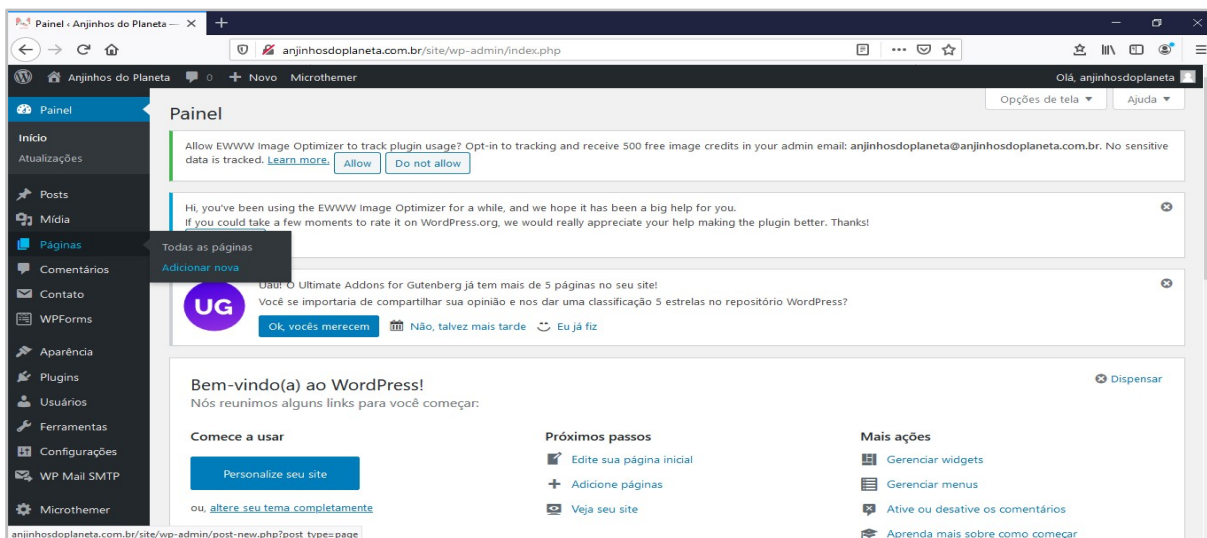 Painel ‹ Anjinhos do Planeta —
anjinhosdoplaneta.com.br/site/wp-admin/index.php
Anjinhos do Planeta 0 + Novo Microthemer
Olá, anjinhosdoplaneta
Painel
Início
Atualizações
Posts
Mídia
Páginas
Todas as páginas
Adicionar nova
Comentários
Contato
WPForms
Aparência
Plugins
Usuários
Ferramentas
Configurações
WP Mail SMTP
Microthemer
Opções de tela
Ajuda
Painel
Allow EWWW Image Optimizer to track plugin usage? Opt-in to tracking and receive 500 free image credits in your admin email: anjinhosdoplaneta@anjinhosdoplaneta.com.br. No sensitive
data is tracked. Learn more. Allow Do not allow
Hi, you've been using the EWWW Image Optimizer for a while, and we hope it has been a big help for you.
If you could take a few moments to rate it on WordPress.org, we would really appreciate your help making the plugin better. Thanks!
Uau! O Ultimate Addons for Gutenberg já tem mais de 5 páginas no seu site!
Você se importaria de compartilhar sua opinião e nos dar uma classificação 5 estrelas no repositório WordPress?
UG
Ok, vocês merecem Não, talvez mais tarde Eu já fiz
Bem-vindo(a) ao WordPress!
Nós reunimos alguns links para você começar:
Dispensar
Comece a usar
Personalize seu site
ou, altere seu tema completamente
Próximos passos
Edite sua página inicial
Adicione páginas
Veja seu site
Mais ações
Gerenciar widgets
Gerenciar menus
Ative ou desative os comentários
Aprenda mais sobre como começar
anjinhosdoplaneta.com.br/site/wp-admin/post-new.php?post_type=page